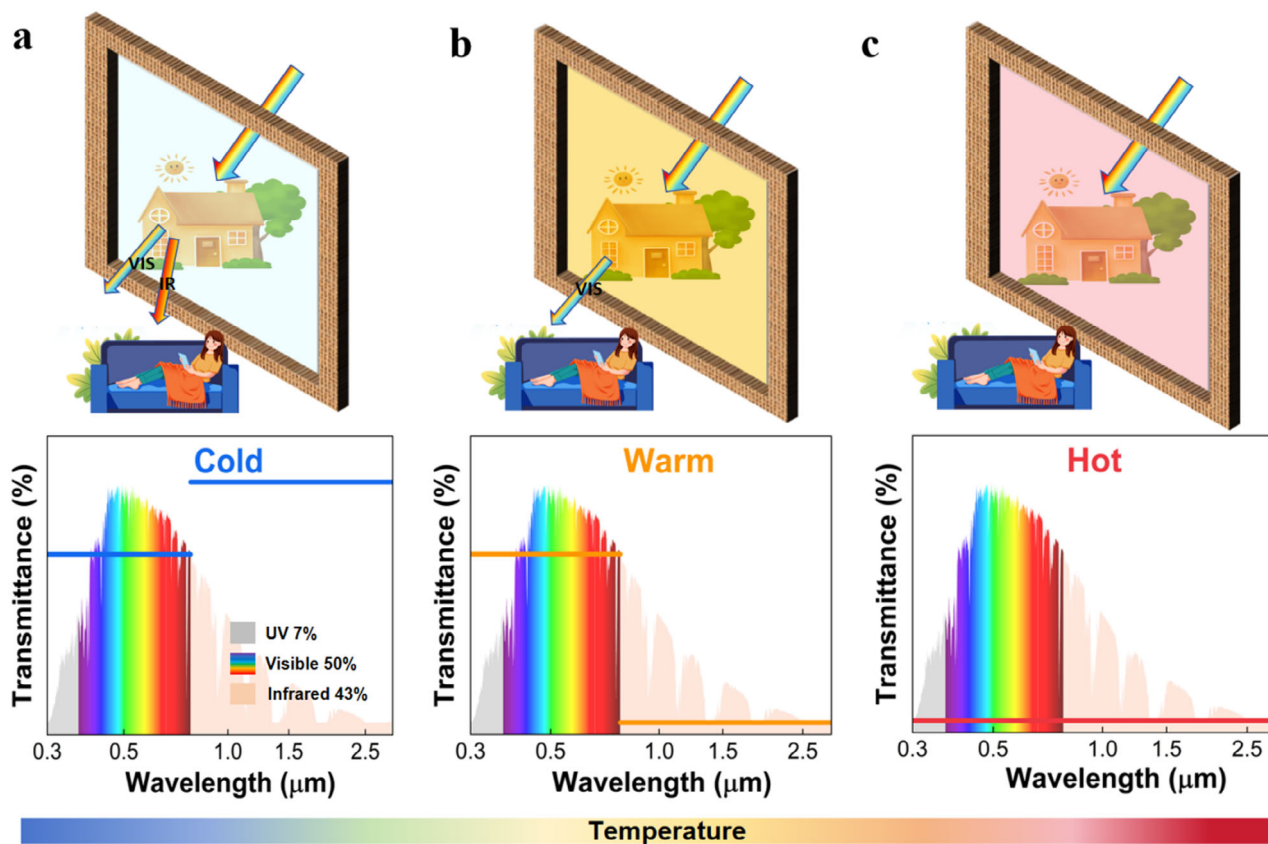 a
b
c
VIS
IR
VIS
Cold
Transmittance (%)
UV 7%
Visible 50%
Infrared 43%
0.3 0.5 1.0 1.5 2.5
Wavelength (μm)
Warm
Transmittance (%)
0.3 0.5 1.0 1.5 2.5
Wavelength (μm)
Hot
Transmittance (%)
0.3 0.5 1.0 1.5 2.5
Wavelength (μm)
Temperature